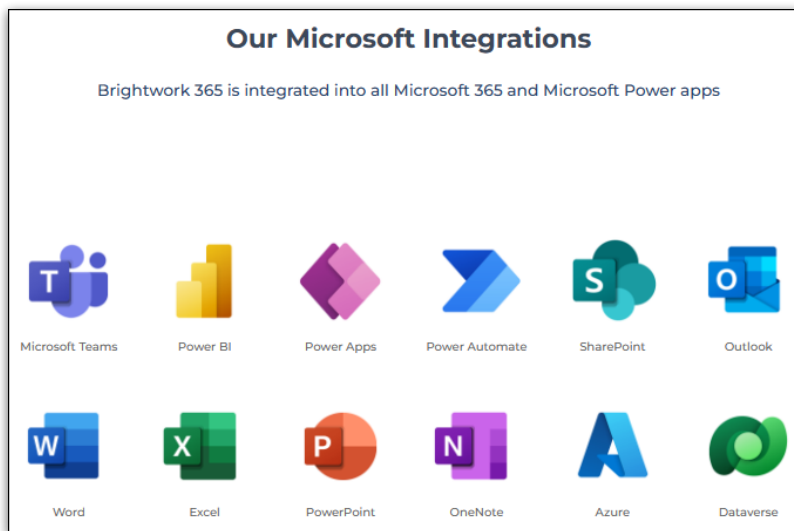 Our Microsoft Integrations
Brightwork 365 is integrated into all Microsoft 365 and Microsoft Power apps
T
S
O
Microsoft Teams
Power BI
Power Apps
Power Automate
SharePoint
Outlook
W
X
P
N
Word
Excel
PowerPoint
OneNote
Azure
Dataverse